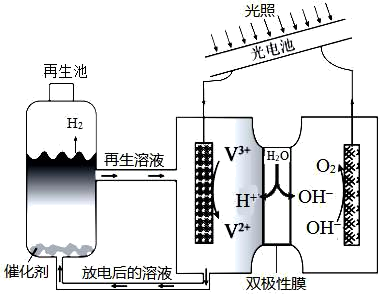 光照
光电池
再生池
H₂
再生溶液
V³⁺
H₂O
O₂
H⁺
OH⁻
V²⁺
OH⁻
催化剂
放电后的溶液
双极性膜